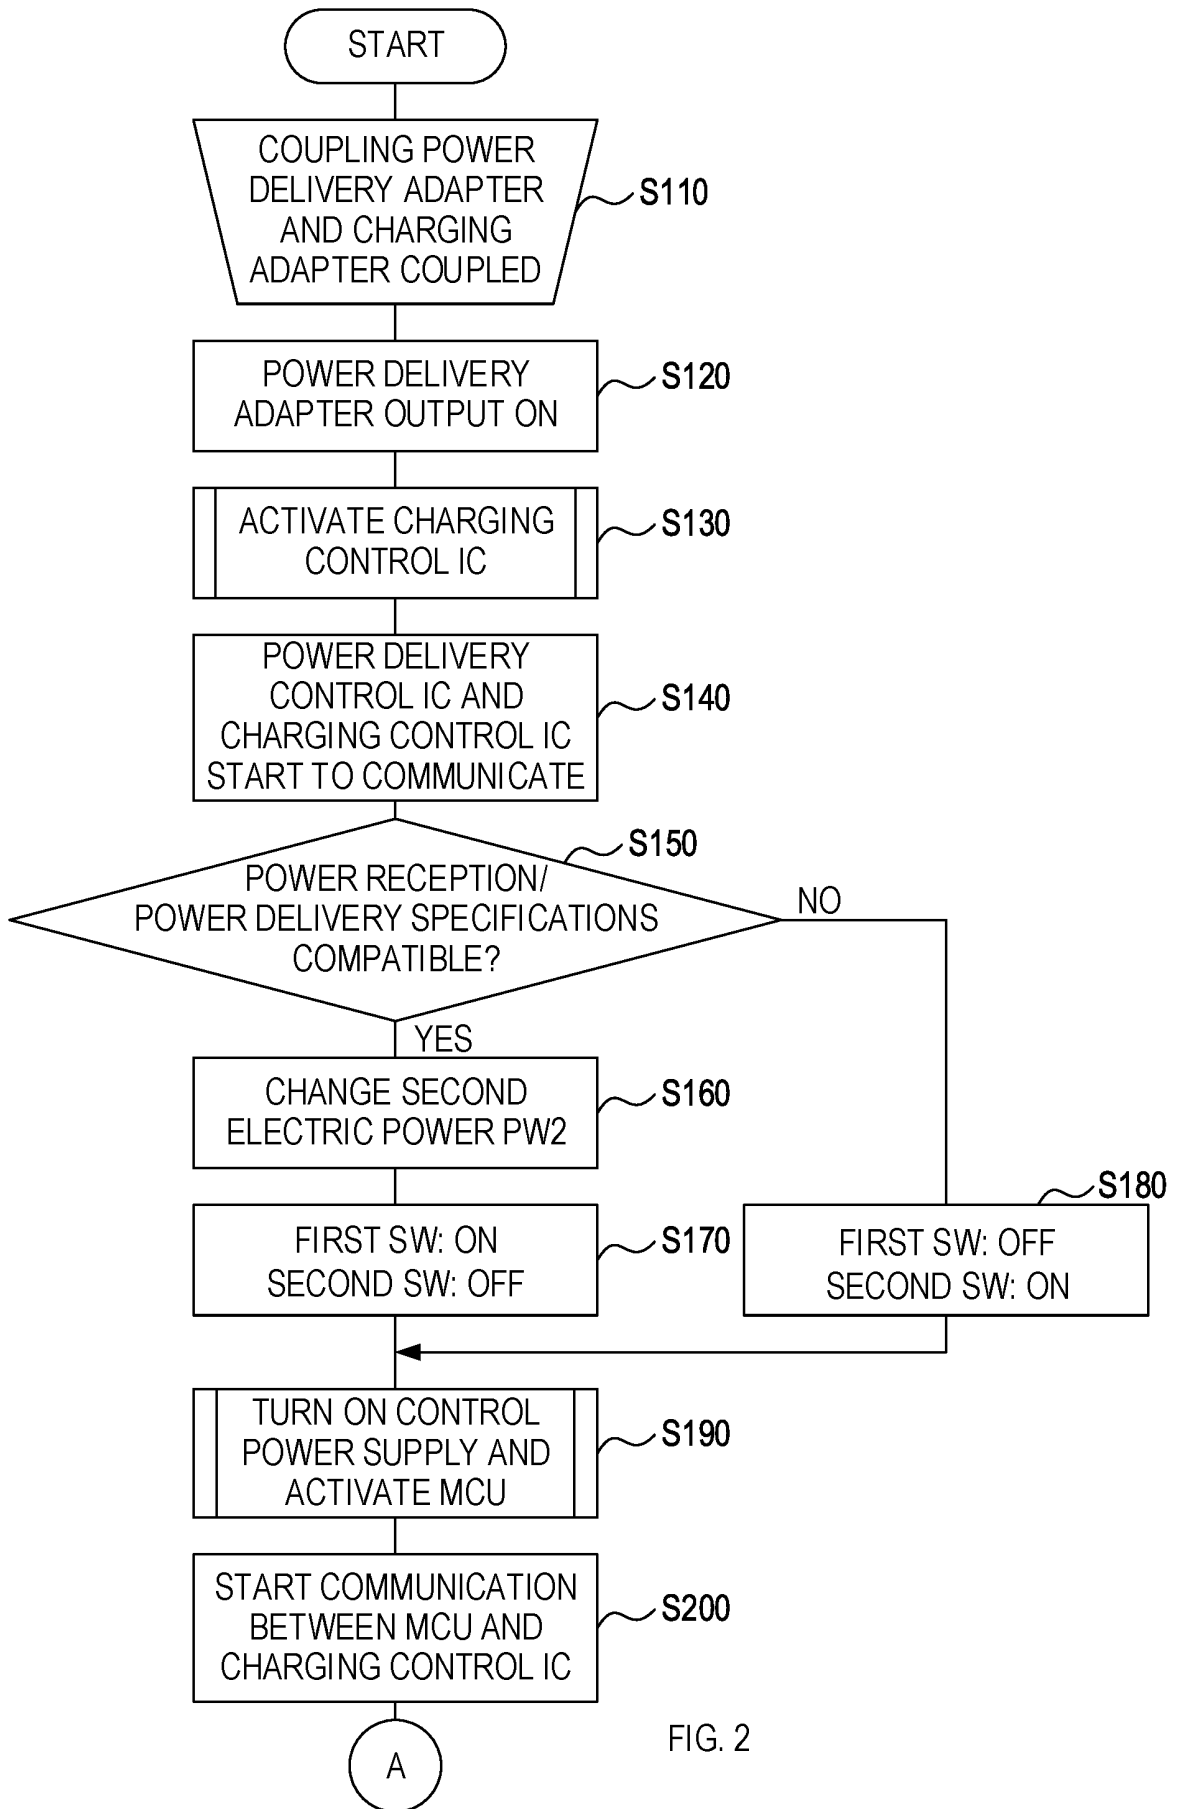 START
COUPLING POWER
DELIVERY ADAPTER
AND CHARGING
ADAPTER COUPLED
S110
POWER DELIVERY
ADAPTER OUTPUT ON
S120
ACTIVATE CHARGING
CONTROL IC
S130
POWER DELIVERY
CONTROL IC AND
CHARGING CONTROL IC
START TO COMMUNICATE
S140
S150
POWER RECEPTION/
POWER DELIVERY SPECIFICATIONS
COMPATIBLE?
NO
YES
CHANGE SECOND
ELECTRIC POWER PW2
S160
FIRST SW: ON
SECOND SW: OFF
S170
S180
FIRST SW: OFF
SECOND SW: ON
TURN ON CONTROL
POWER SUPPLY AND
ACTIVATE MCU
S190
START COMMUNICATION
BETWEEN MCU AND
CHARGING CONTROL IC
S200
A
FIG. 2